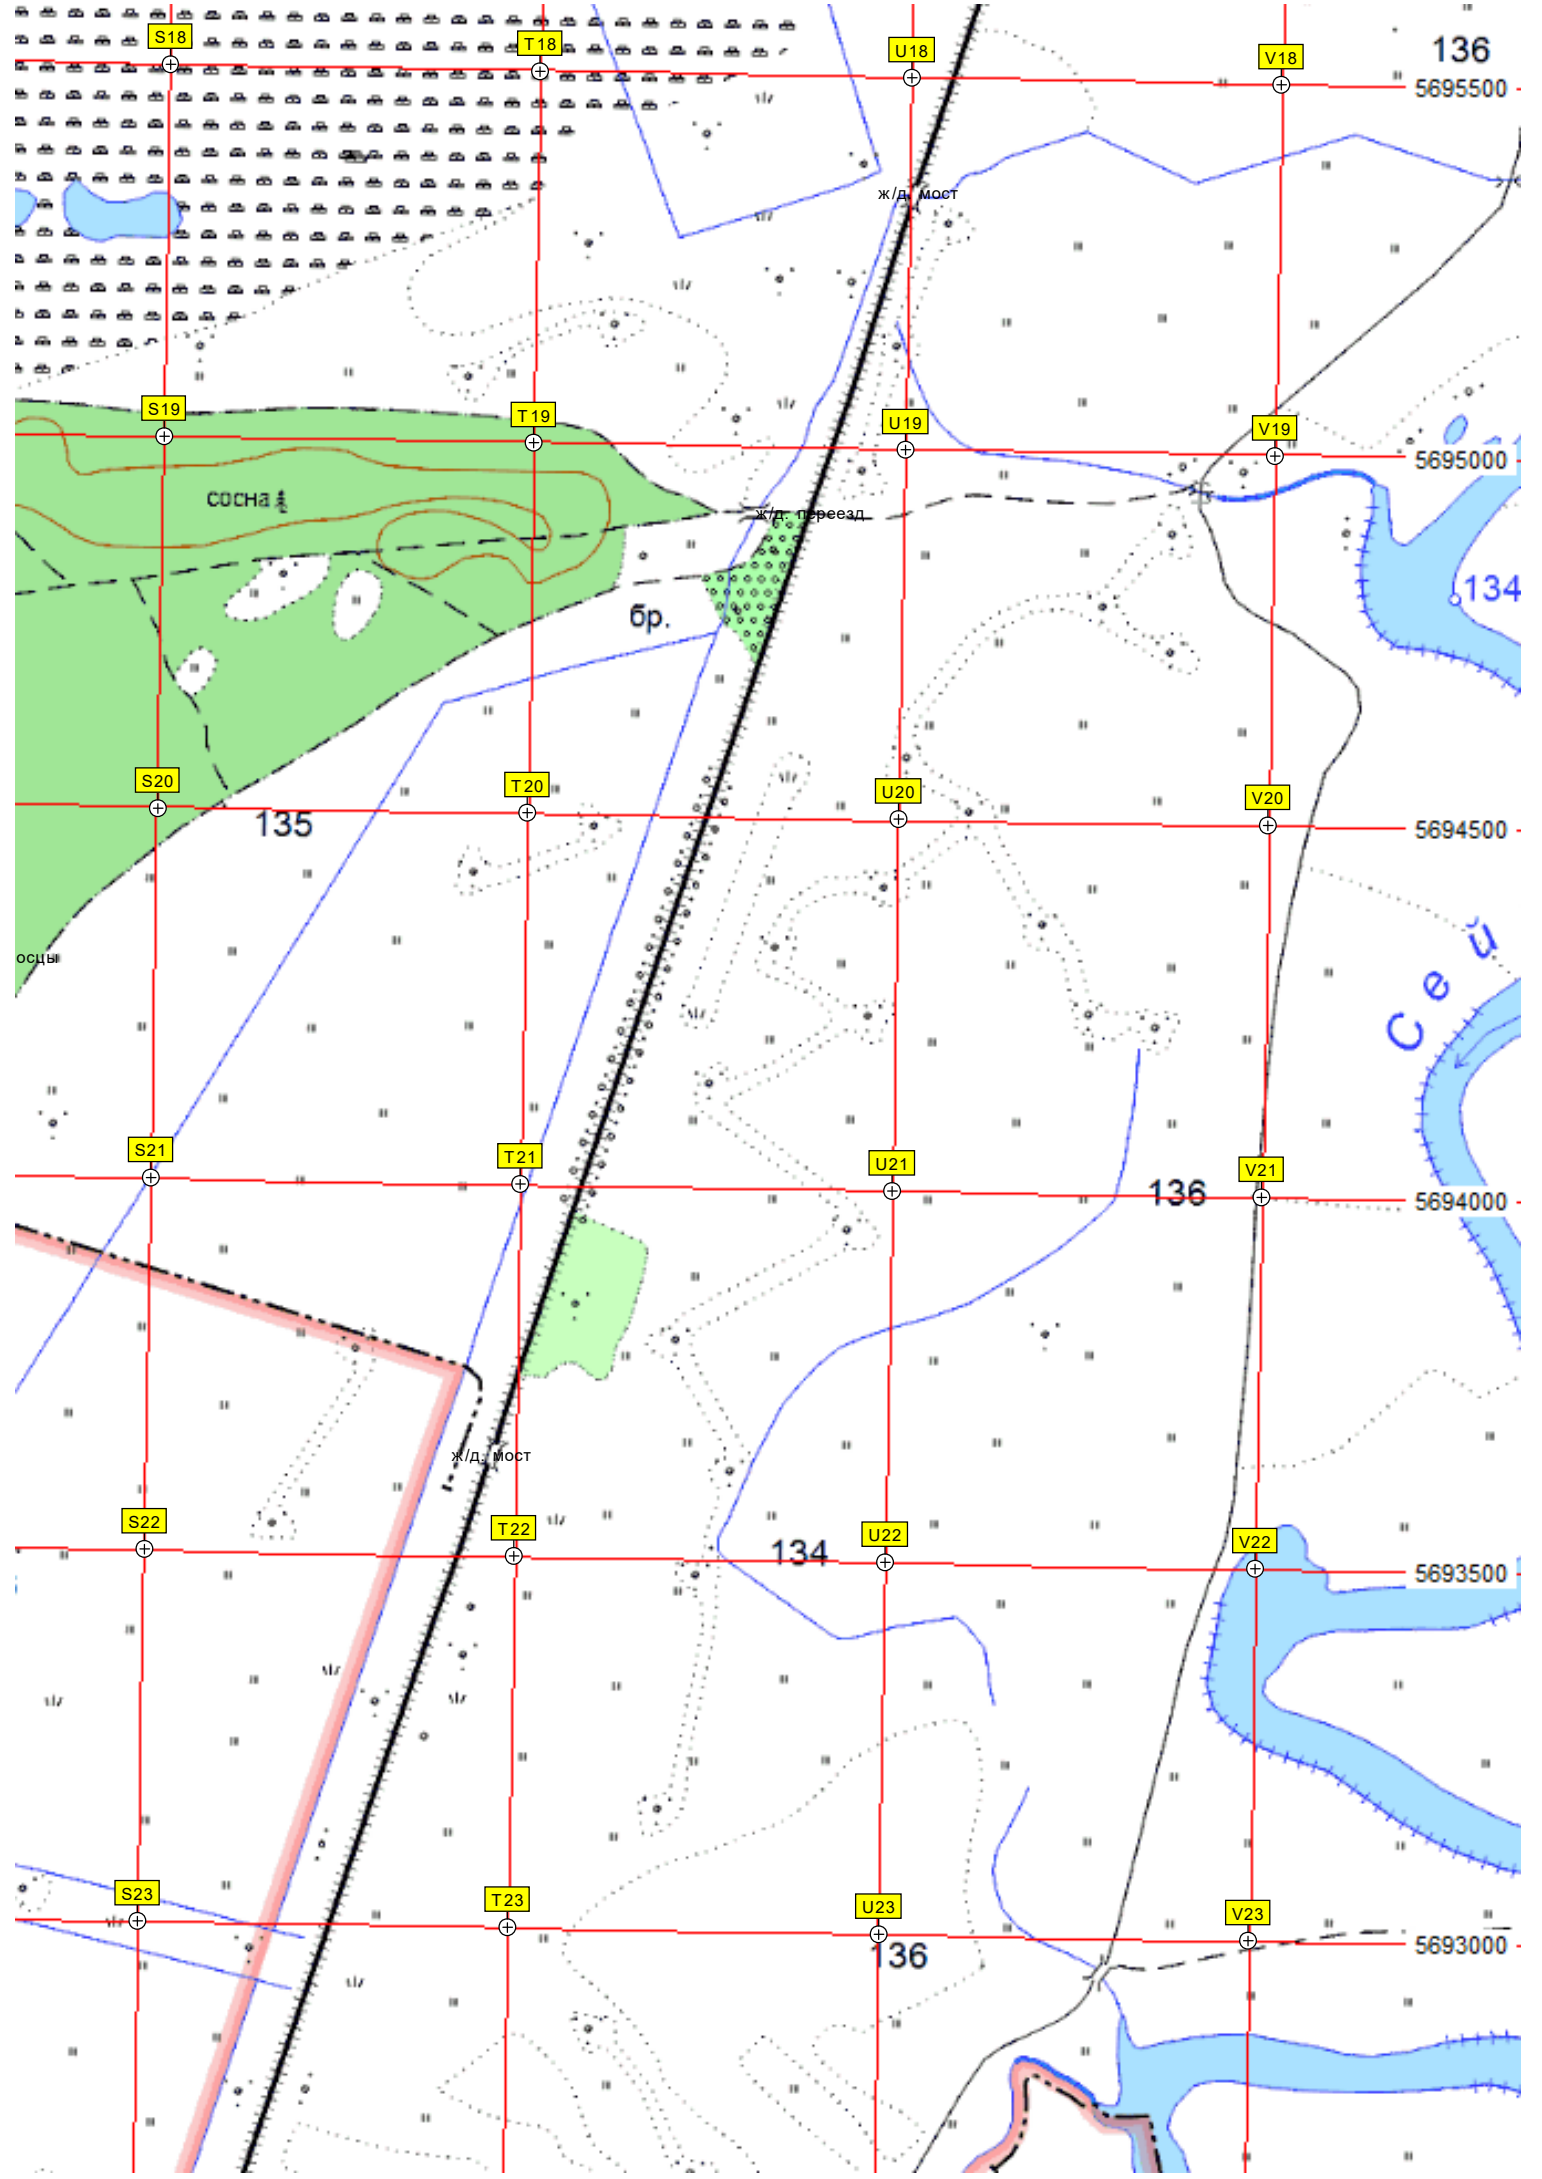 S18
T18
U18
V18
136
5695500
ж/д. мост
S19
T19
U19
V19
5695000
сосна
ж/д. переезд
134
бр.
S20
T20
U20
V20
135
5694500
осцы
Сей
S21
T21
U21
V21
136
5694000
ж/д. мост
S22
T22
U22
V22
134
5693500
S23
T23
U23
V23
136
5693000